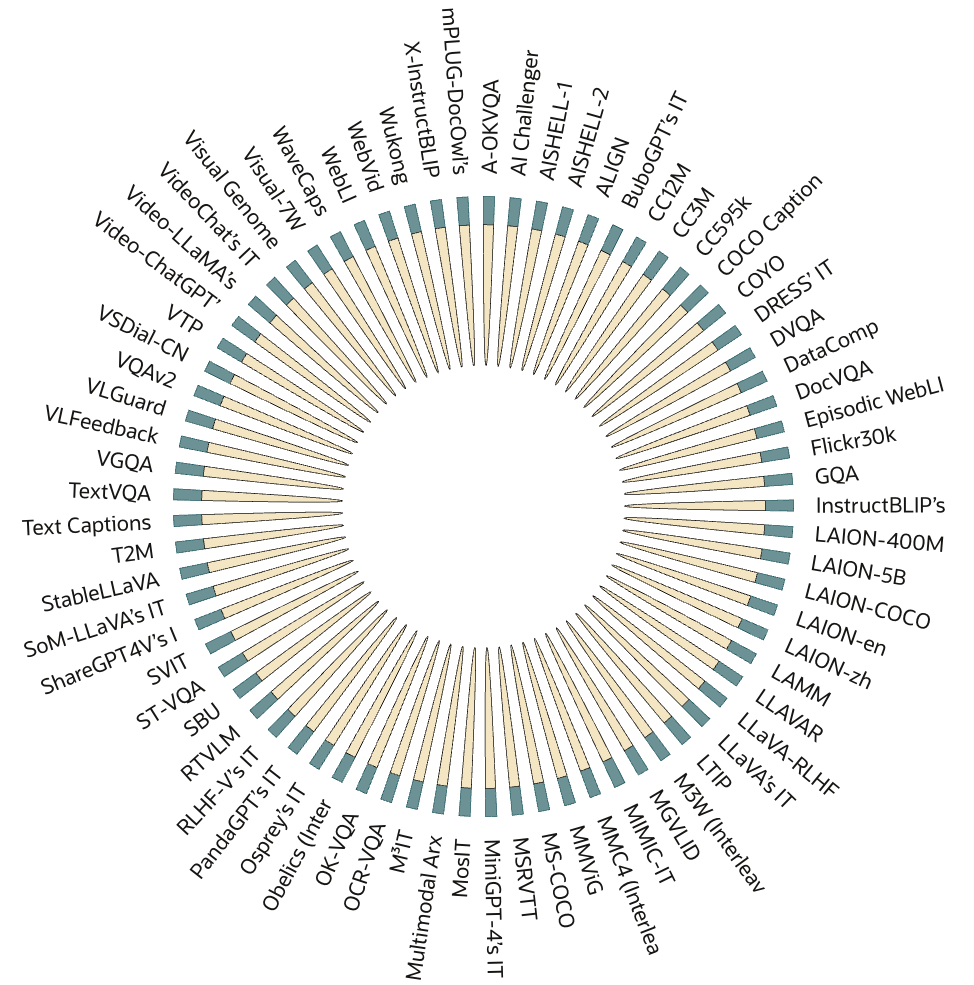 A-OKVQA
AI Challenger
AISHELL-1
AISHELL-2
ALIGN
BuboGPT's IT
CC12M
CC3M
CC595k
COCO Caption
COYO
DRESS' IT
DVQA
DataComp
DocVQA
Episodic WebLI
Flickr30k
GQA
InstructBLIP's
LAION-400M
LAION-5B
LAION-COCO
LAION-en
LAION-zh
LAMM
LLAVAR
LLaVA-RLHF
LLaVA's IT
LTIP
M3W (Interleav
MGVLID
MIMIC-IT
MMC4 (Interlea
MMViG
MS-COCO
MSRVTT
MiniGPT-4's IT
MosIT
Multimodal Arx
M³IT
OCR-VQA
OK-VQA
Obelics (Inter
Osprey's IT
PandaGPT's IT
RLHF-V's IT
RTVLM
SBU
ST-VQA
SVIT
ShareGPT4V's I
SoM-LLaVA's IT
StableLLaVA
T2M
Text Captions
TextVQA
VGQA
VLFeedback
VLGuard
VQAv2
VSDial-CN
VTP
Video-ChatGPT'
Video-LLaMA's
VideoChat's IT
Visual Genome
Visual-7W
WaveCaps
WebLI
WebVid
Wukong
X-InstructBLIP
mPLUG-DocOwl's